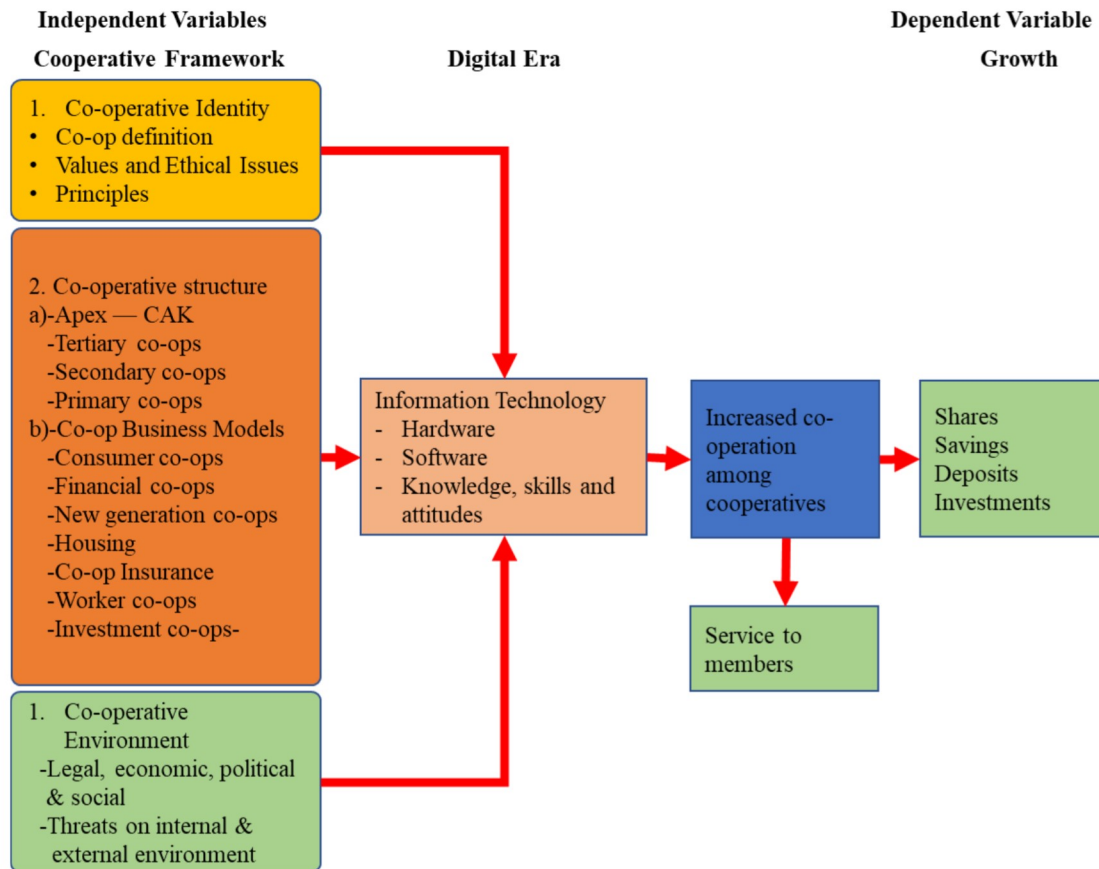 Independent Variables
Cooperative Framework
Digital Era
Dependent Variable
Growth
1. Co-operative Identity
• Co-op definition
• Values and Ethical Issues
• Principles
2. Co-operative structure
a)-Apex — CAK
-Tertiary co-ops
-Secondary co-ops
-Primary co-ops
b)-Co-op Business Models
-Consumer co-ops
-Financial co-ops
-New generation co-ops
-Housing
-Co-op Insurance
-Worker co-ops
-Investment co-ops-
1. Co-operative
Environment
-Legal, economic, political
& social
-Threats on internal &
external environment
Information Technology
- Hardware
- Software
- Knowledge, skills and
attitudes
Increased co-
operation
among
cooperatives
Service to
members
Shares
Savings
Deposits
Investments